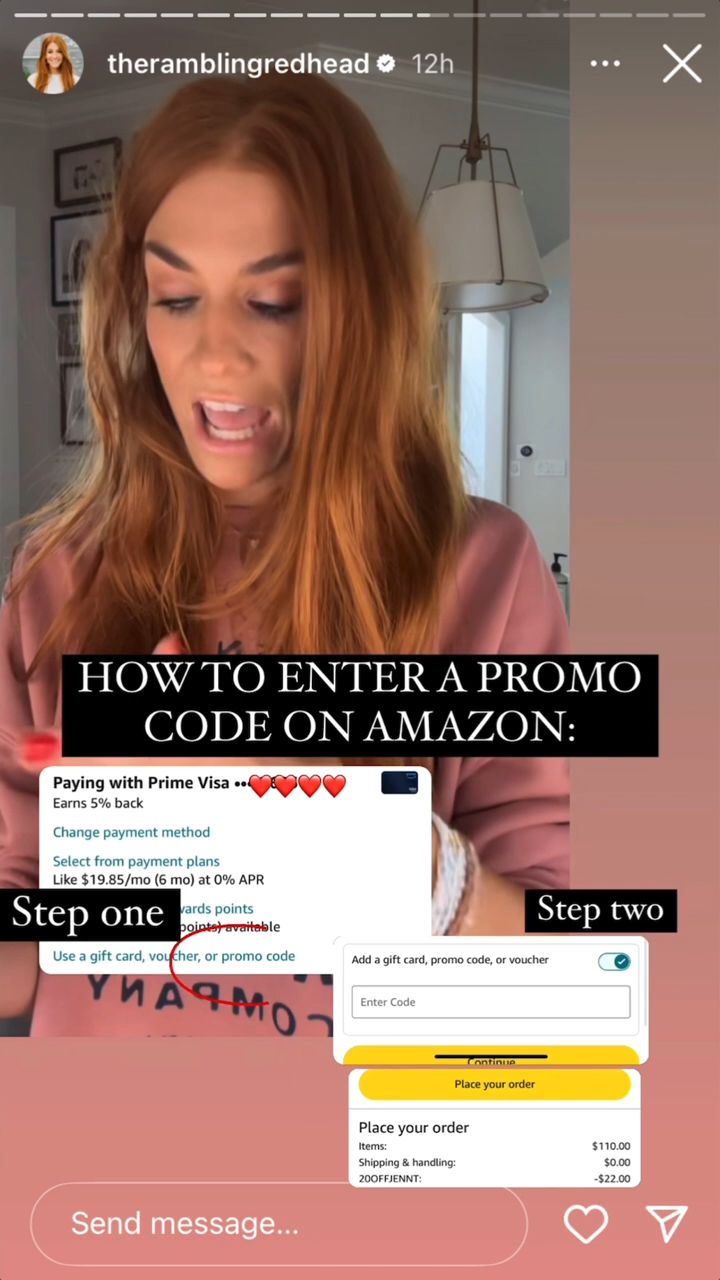 theramblingredhead 12h
HOW TO ENTER A PROMO
CODE ON AMAZON:
Paying with Prime Visa
Earns 5% back
Change payment method
Select from payment plans
Like $19.85/mo (6 mo) at 0% APR
Step one
wards points
points) available
Use a gift card, voucher, or promo code
Step two
Add a gift card, promo code, or voucher
Enter Code
Continue
Place your order
Place your order
Items: $110.00
Shipping & handling: $0.00
20OFFJENNT: -$22.00
COMPANY
Send message...